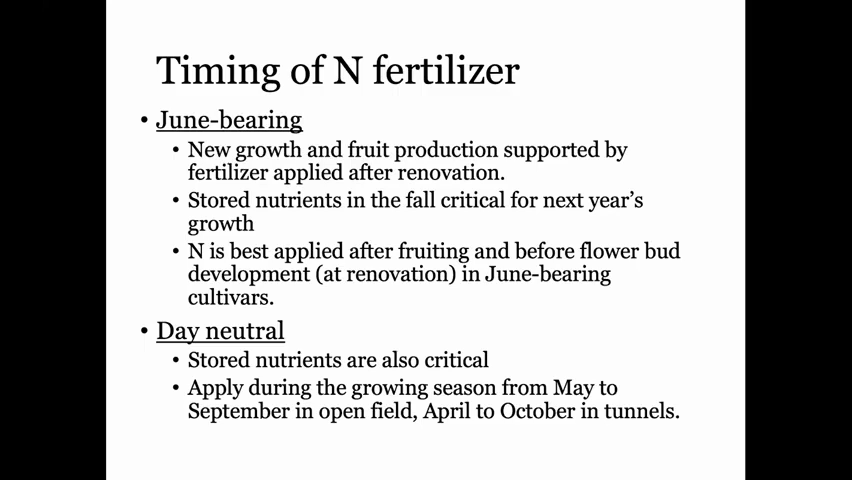 Timing of N fertilizer
• June-bearing
• New growth and fruit production supported by
fertilizer applied after renovation.
• Stored nutrients in the fall critical for next year’s
growth
• N is best applied after fruiting and before flower bud
development (at renovation) in June-bearing
cultivars.
• Day neutral
• Stored nutrients are also critical
• Apply during the growing season from May to
September in open field, April to October in tunnels.